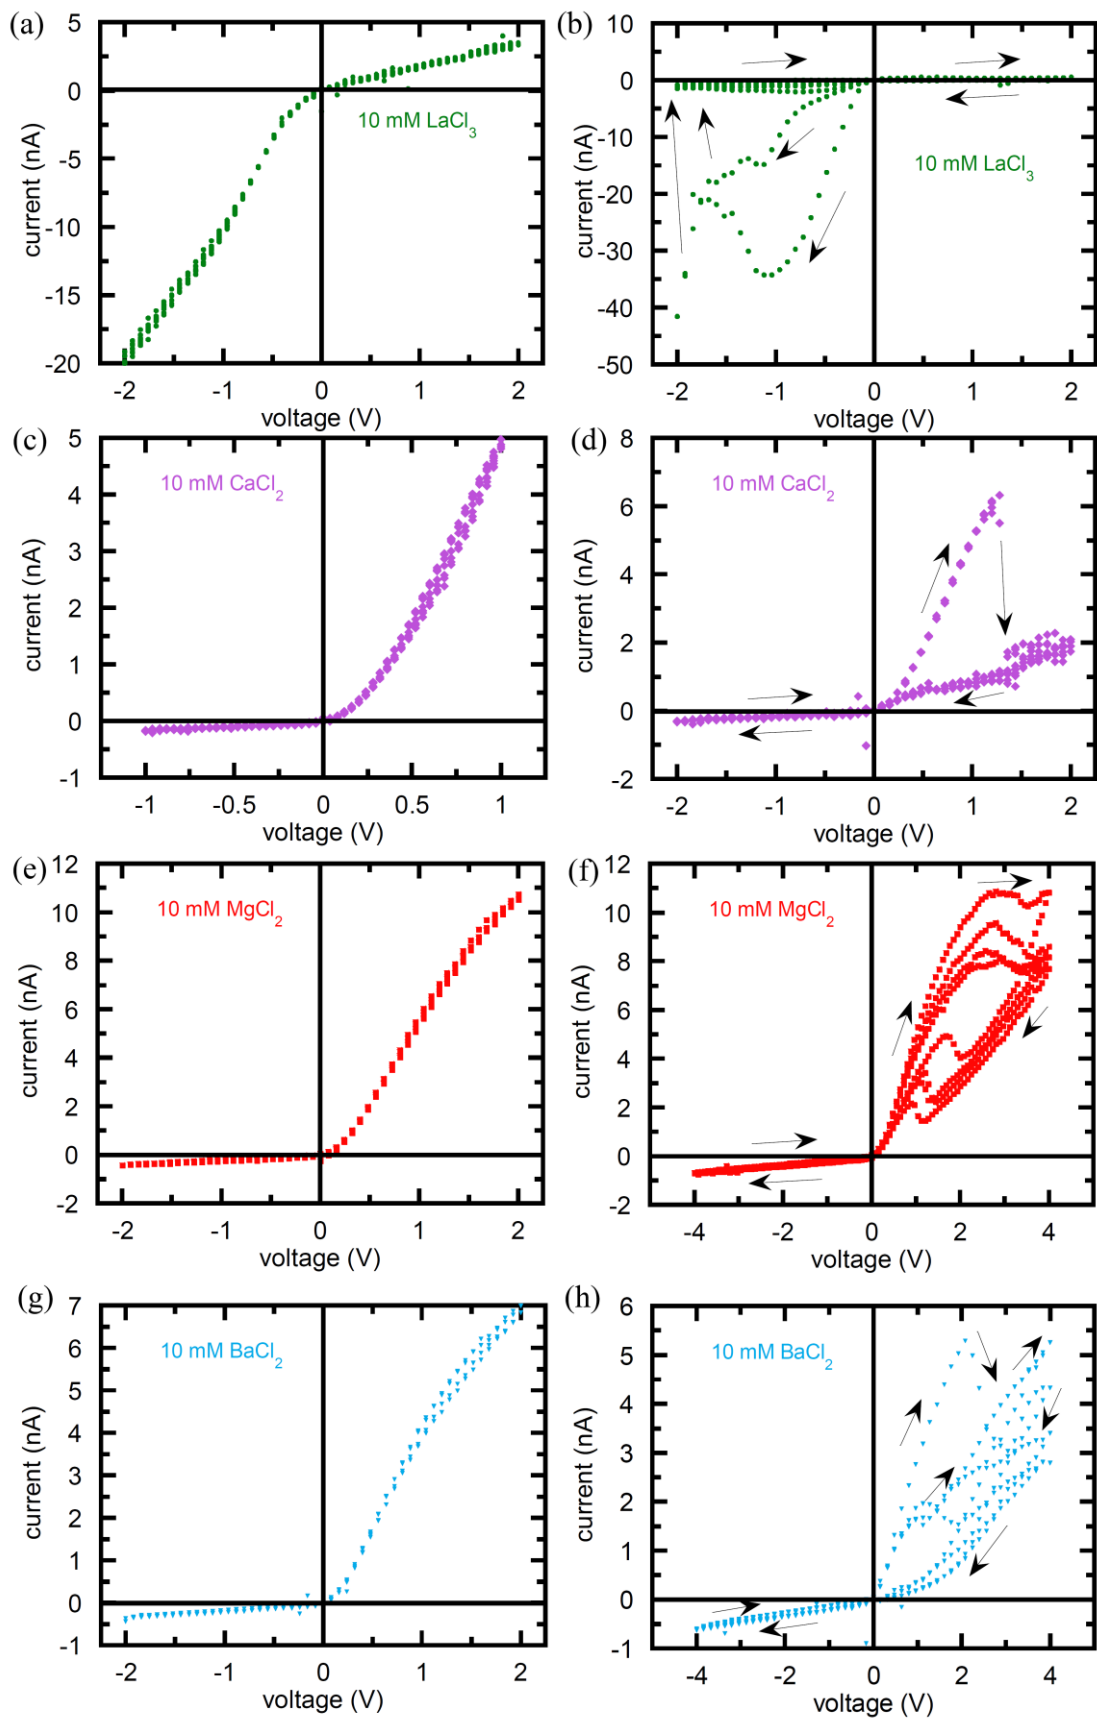 (a)
5
0
-5
-10
-15
-20
current (nA)
10 mM LaCl₃
-2 -1 0 1 2
voltage (V)
(b)
10
0
-10
-20
-30
-40
-50
current (nA)
10 mM LaCl₃
-2 -1 0 1 2
voltage (V)
(c)
5
4
3
2
1
0
-1
current (nA)
10 mM CaCl₂
-1 -0.5 0 0.5 1
voltage (V)
(d)
8
6
4
2
0
-2
current (nA)
10 mM CaCl₂
-2 -1 0 1 2
voltage (V)
(e)
12
10
8
6
4
2
0
-2
current (nA)
10 mM MgCl₂
-2 -1 0 1 2
voltage (V)
(f)
12
10
8
6
4
2
0
-2
current (nA)
10 mM MgCl₂
-4 -2 0 2 4
voltage (V)
(g)
7
6
5
4
3
2
1
0
-1
current (nA)
10 mM BaCl₂
-2 -1 0 1 2
voltage (V)
(h)
6
5
4
3
2
1
0
-1
current (nA)
10 mM BaCl₂
-4 -2 0 2 4
voltage (V)